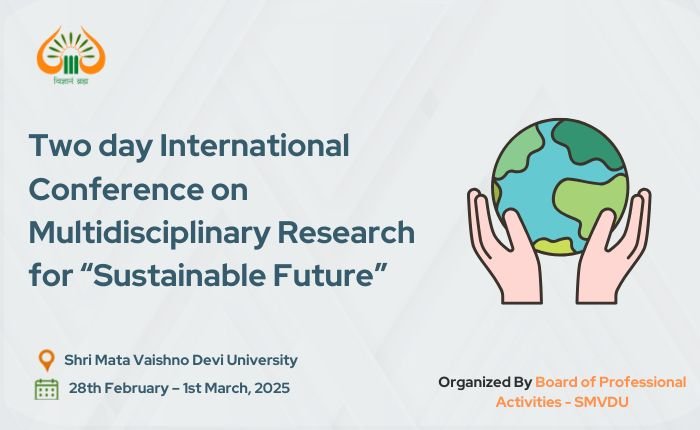 विज्ञानं ब्रह्म
Two day International
Conference on
Multidisciplinary Research
for “Sustainable Future”
Shri Mata Vaishno Devi University
28th February – 1st March, 2025
Organized By Board of Professional
Activities - SMVDU